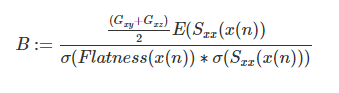 B := \frac{\frac{(G_{xy}+G_{xz})}{2} E(S_{xx}(x(n))}{\sigma(Flatness(x(n)) * \sigma(S_{xx}(x(n)))}